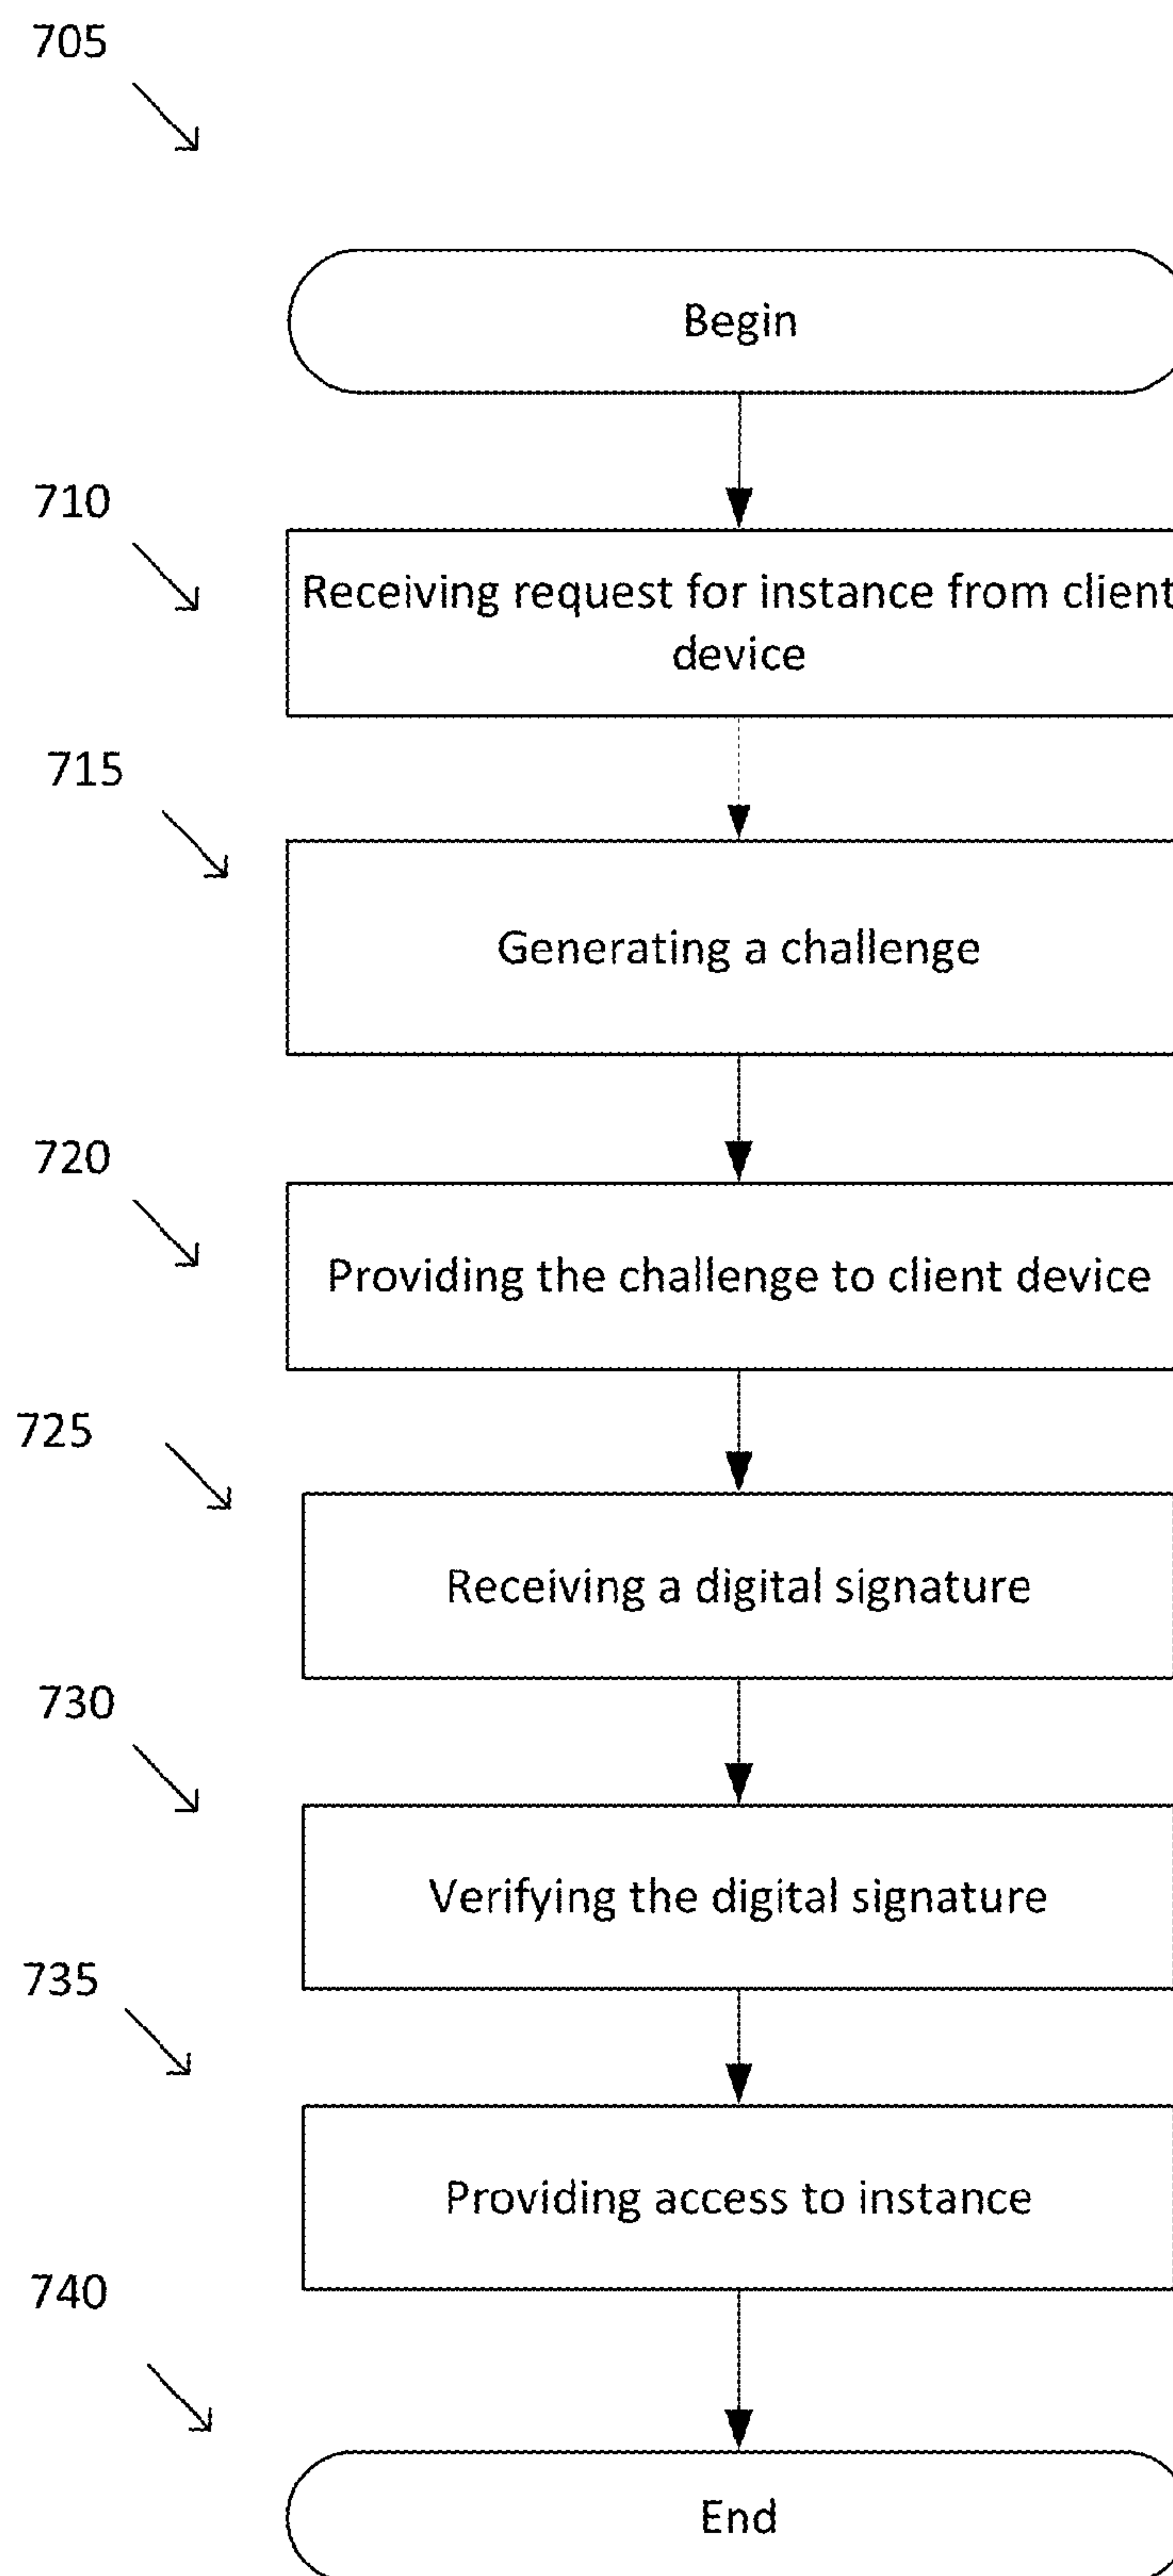 705
Begin
710
Receiving request for instance from client
device
715
Generating a challenge
720
Providing the challenge to client device
725
Receiving a digital signature
730
Verifying the digital signature
735
Providing access to instance
740
End